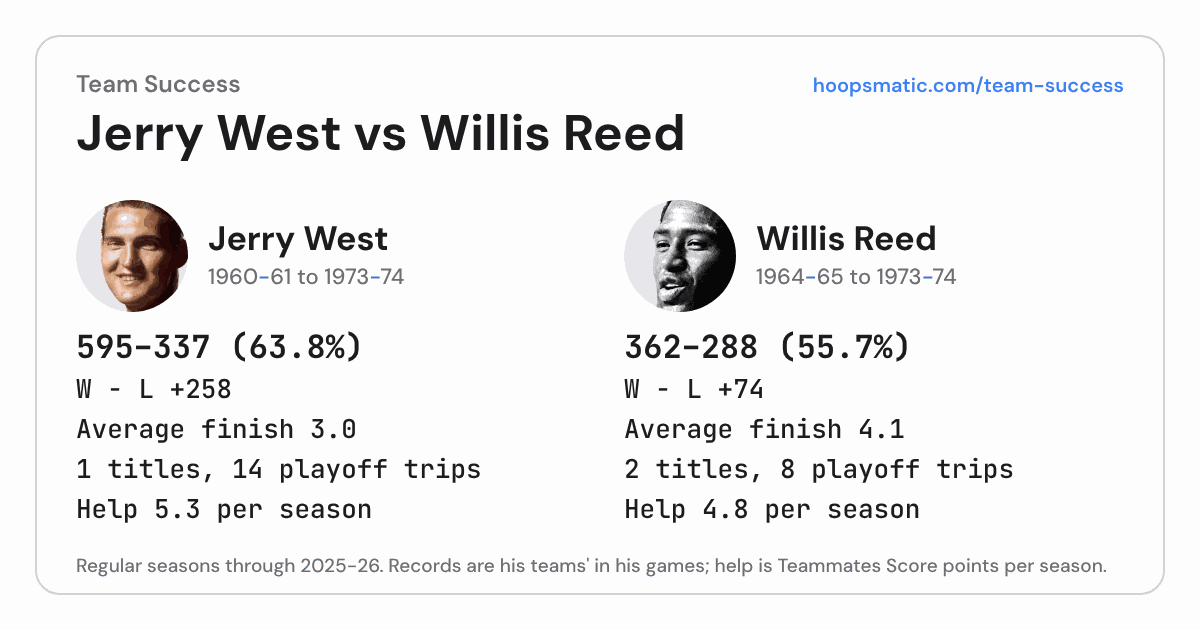 Team Success
hoopsmatic.com/team-success
Jerry West vs Willis Reed
Jerry West
1960-61 to 1973-74
595-337 (63.8%)
W - L +258
Average finish 3.0
1 titles, 14 playoff trips
Help 5.3 per season
Willis Reed
1964-65 to 1973-74
362-288 (55.7%)
W - L +74
Average finish 4.1
2 titles, 8 playoff trips
Help 4.8 per season
Regular seasons through 2025-26. Records are his teams' in his games; help is Teammates Score points per season.